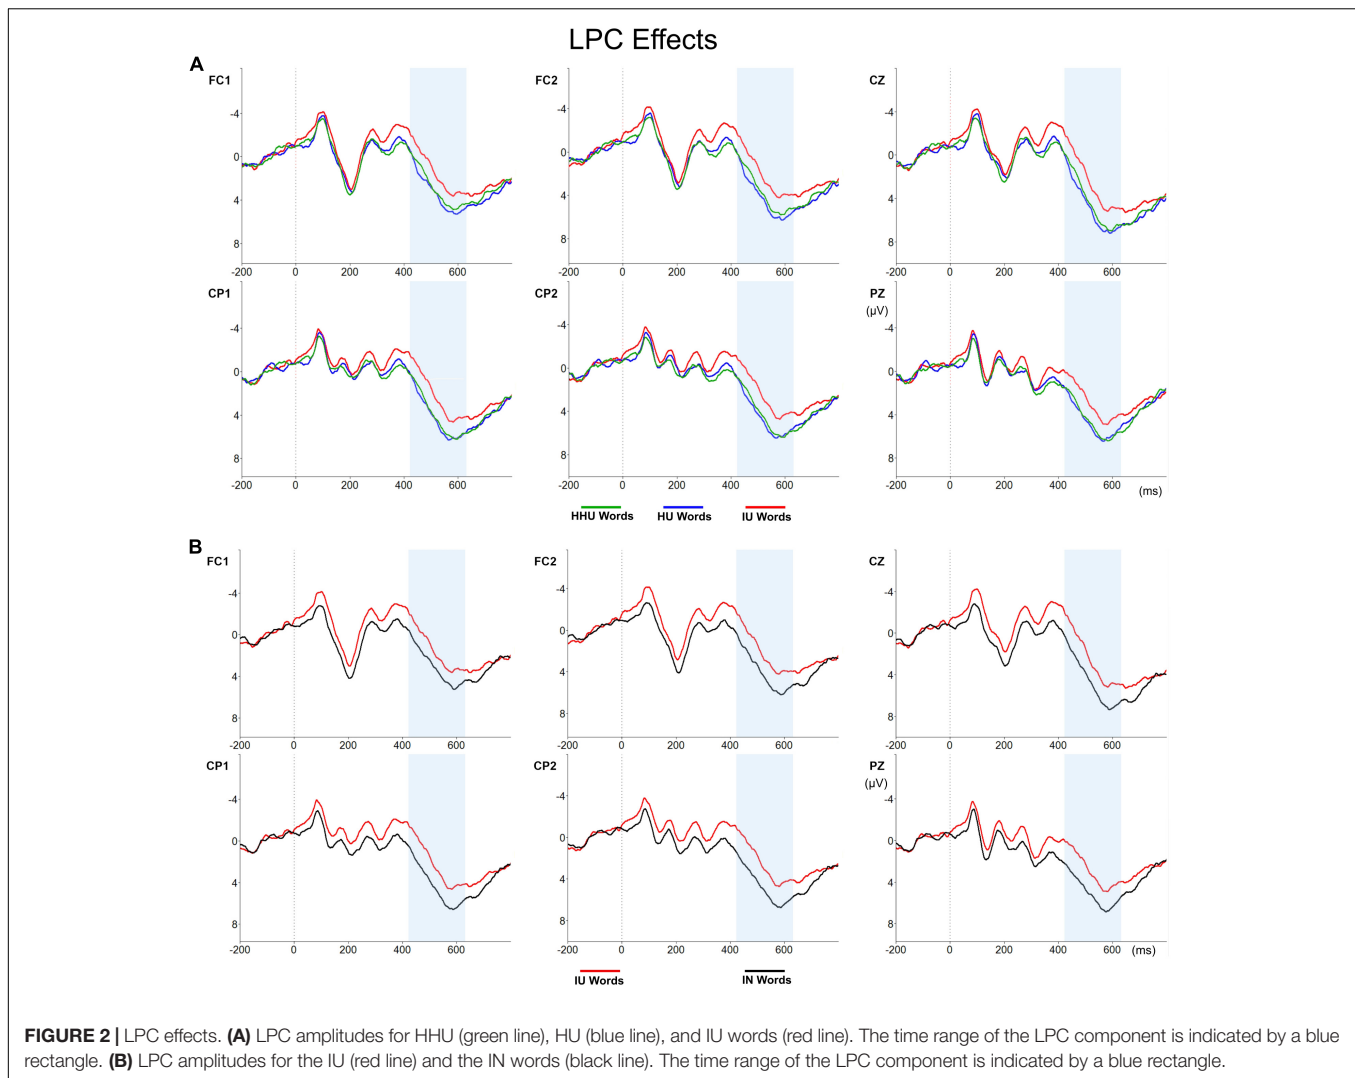 LPC Effects
A
FC1
FC2
CZ
-4
-4
-4
0
0
0
4
4
4
8
8
8
-200 0 200 400 600
-200 0 200 400 600
-200 0 200 400 600
CP1
CP2
PZ
(µV)
-4
-4
-4
0
0
0
4
4
4
8
8
8
-200 0 200 400 600
-200 0 200 400 600
-200 0 200 400 600 (ms)
HHU Words HU Words IU Words
B
FC1
FC2
CZ
-4
-4
-4
0
0
0
4
4
4
8
8
8
-200 0 200 400 600
-200 0 200 400 600
-200 0 200 400 600
CP1
CP2
PZ
(µV)
-4
-4
-4
0
0
0
4
4
4
8
8
8
-200 0 200 400 600
-200 0 200 400 600
-200 0 200 400 600 (ms)
IU Words IN Words
FIGURE 2 | LPC effects. (A) LPC amplitudes for HHU (green line), HU (blue line), and IU words (red line). The time range of the LPC component is indicated by a blue
rectangle. (B) LPC amplitudes for the IU (red line) and the IN words (black line). The time range of the LPC component is indicated by a blue rectangle.